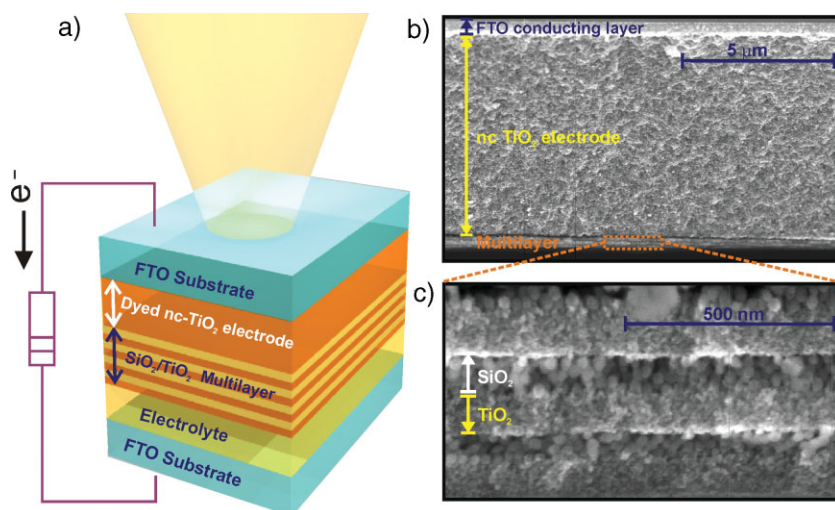 a)
e⁻
FTO Substrate
Dyed nc-TiO₂ electrode
SiO₂/TiO₂ Multilayer
Electrolyte
FTO Substrate
b)
FTO conducting layer
5 μm
nc TiO₂ electrode
Multilayer
c)
500 nm
SiO₂
TiO₂